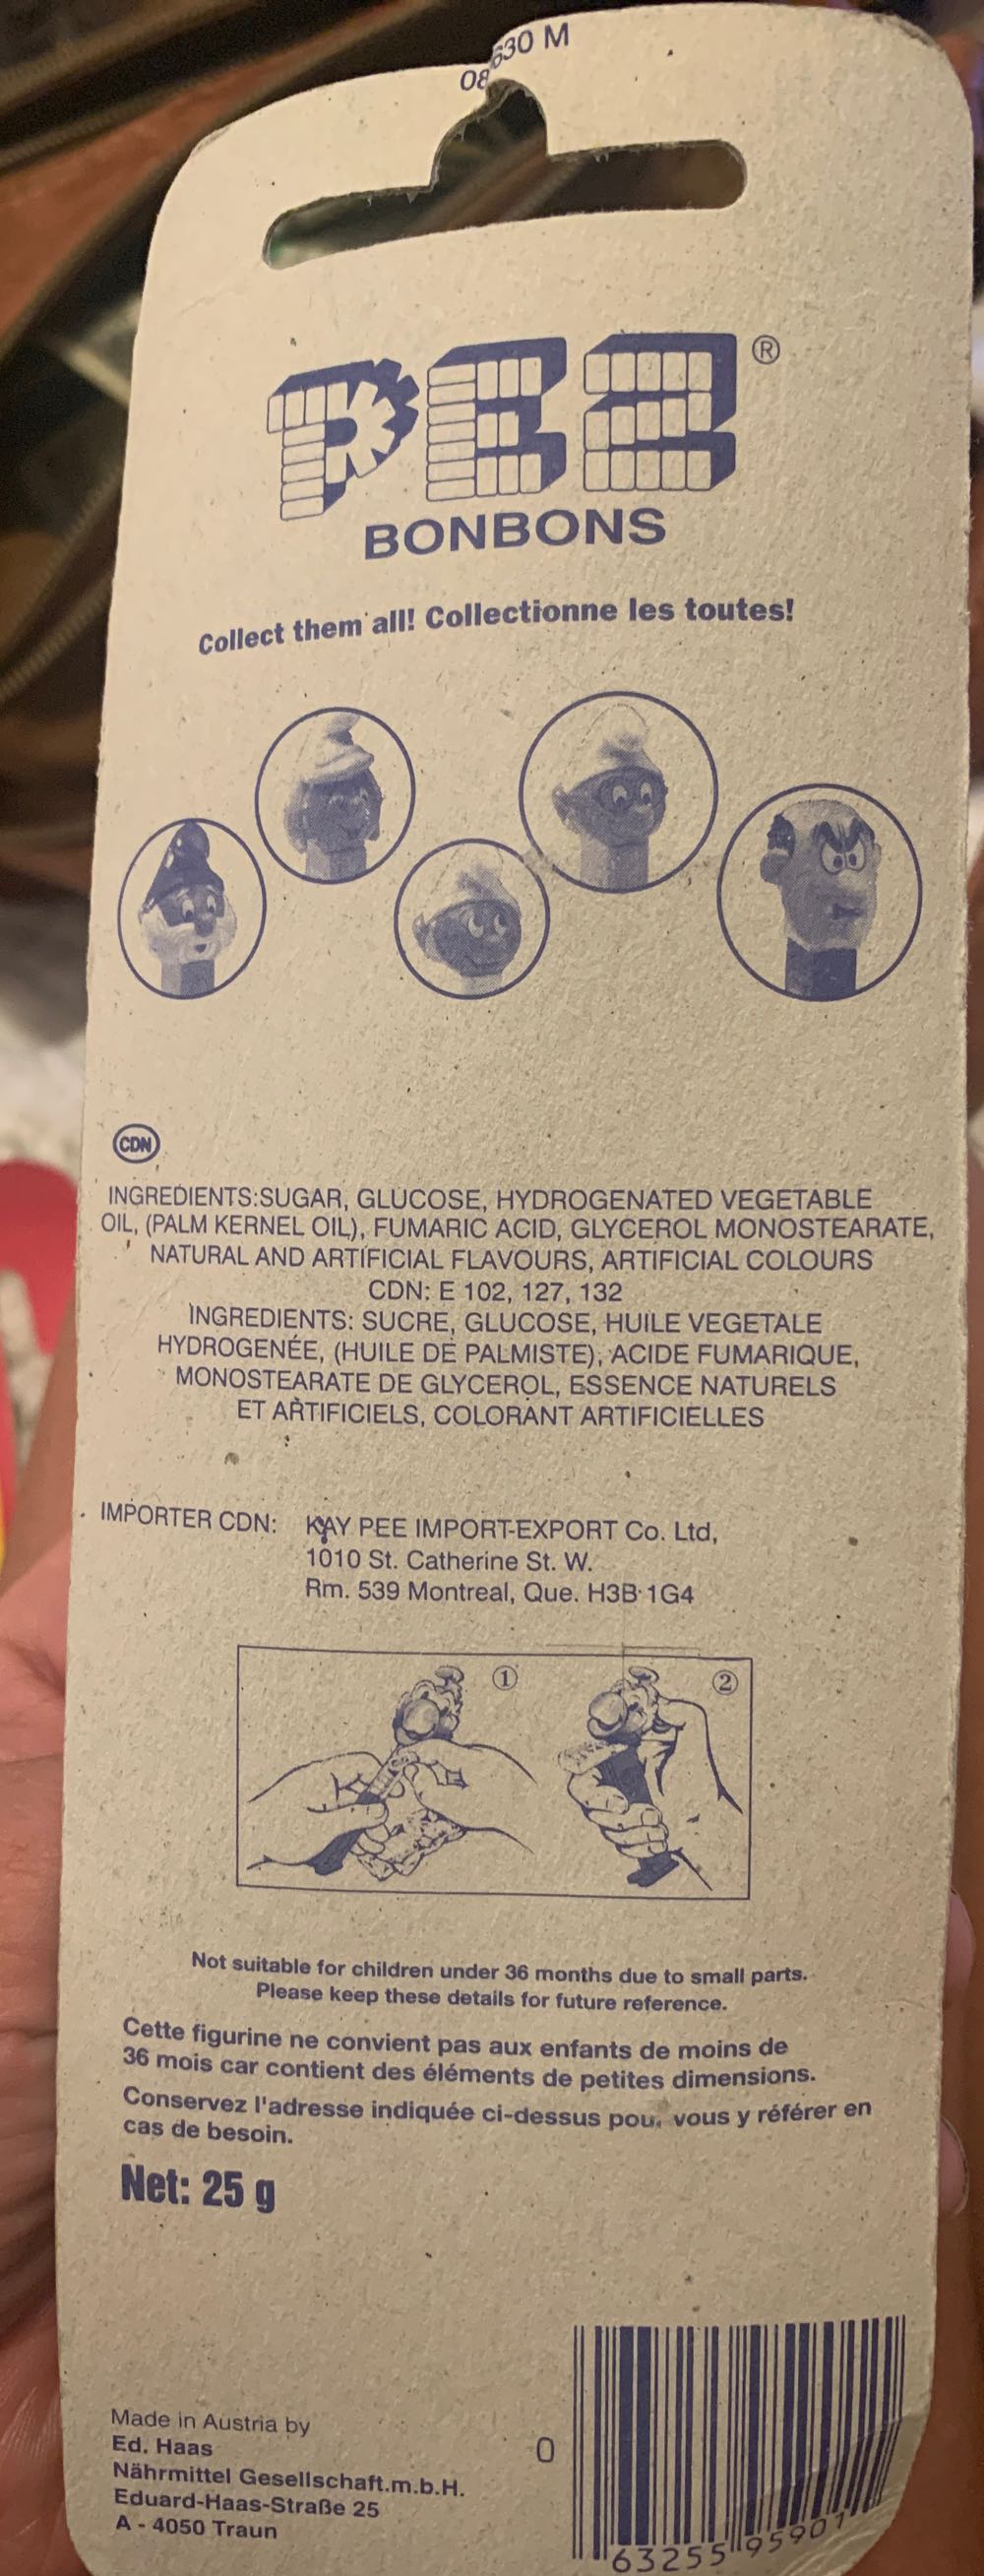 08630 M
PEZ®
BONBONS
Collect them all! Collectionne les toutes!
CDN
INGREDIENTS:SUGAR, GLUCOSE, HYDROGENATED VEGETABLE
OIL, (PALM KERNEL OIL), FUMARIC ACID, GLYCEROL MONOSTEARATE,
NATURAL AND ARTIFICIAL FLAVOURS, ARTIFICIAL COLOURS
CDN: E 102, 127, 132
INGREDIENTS: SUCRE, GLUCOSE, HUILE VEGETALE
HYDROGENÉE, (HUILE DE PALMISTE), ACIDE FUMARIQUE,
MONOSTEARATE DE GLYCEROL, ESSENCE NATURELS
ET ARTIFICIELS, COLORANT ARTIFICIELLES
IMPORTER CDN: KAY PEE IMPORT-EXPORT Co. Ltd,
1010 St. Catherine St. W.
Rm. 539 Montreal, Que. H3B 1G4
① ②
Not suitable for children under 36 months due to small parts.
Please keep these details for future reference.
Cette figurine ne convient pas aux enfants de moins de
36 mois car contient des éléments de petites dimensions.
Conservez l'adresse indiquée ci-dessus pou, vous y référer en
cas de besoin.
Net: 25 g
Made in Austria by
Ed. Haas
Nährmittel Gesellschaft.m.b.H.
Eduard-Haas-Straße 25
A - 4050 Traun
0 63255 95901